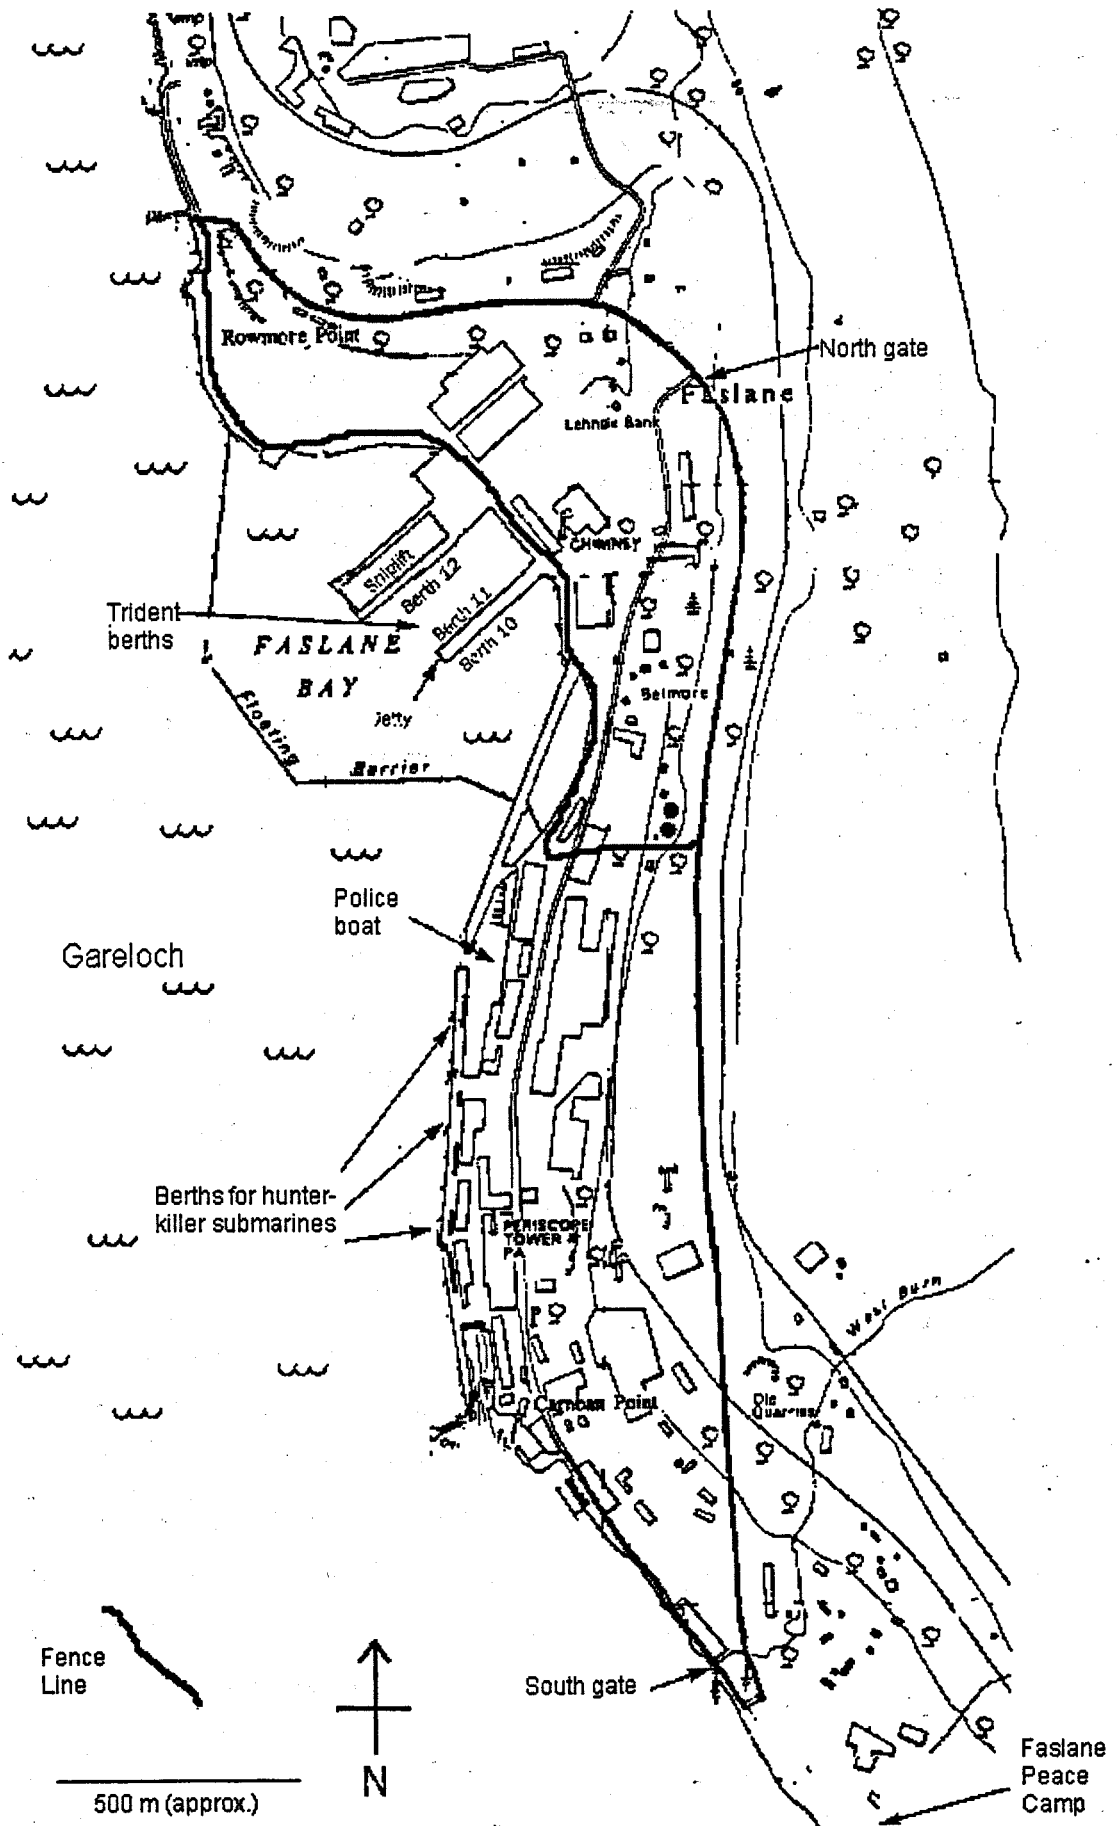 Rowmore Point
North gate
Faslane
Lehnole Bank
CHIMNEY
Shiplift
Berth 12
Berth 11
Berth 10
Trident
berths
FASLANE
BAY
Jetty
Belmore
Floating
Barrier
Police
boat
Gareloch
Berths for hunter-
killer submarines
PERISCOPE
TOWER
West Burn
Old
Quarries
Carnban Point
Fence
Line
South gate
N
500 m (approx.)
Faslane
Peace
Camp